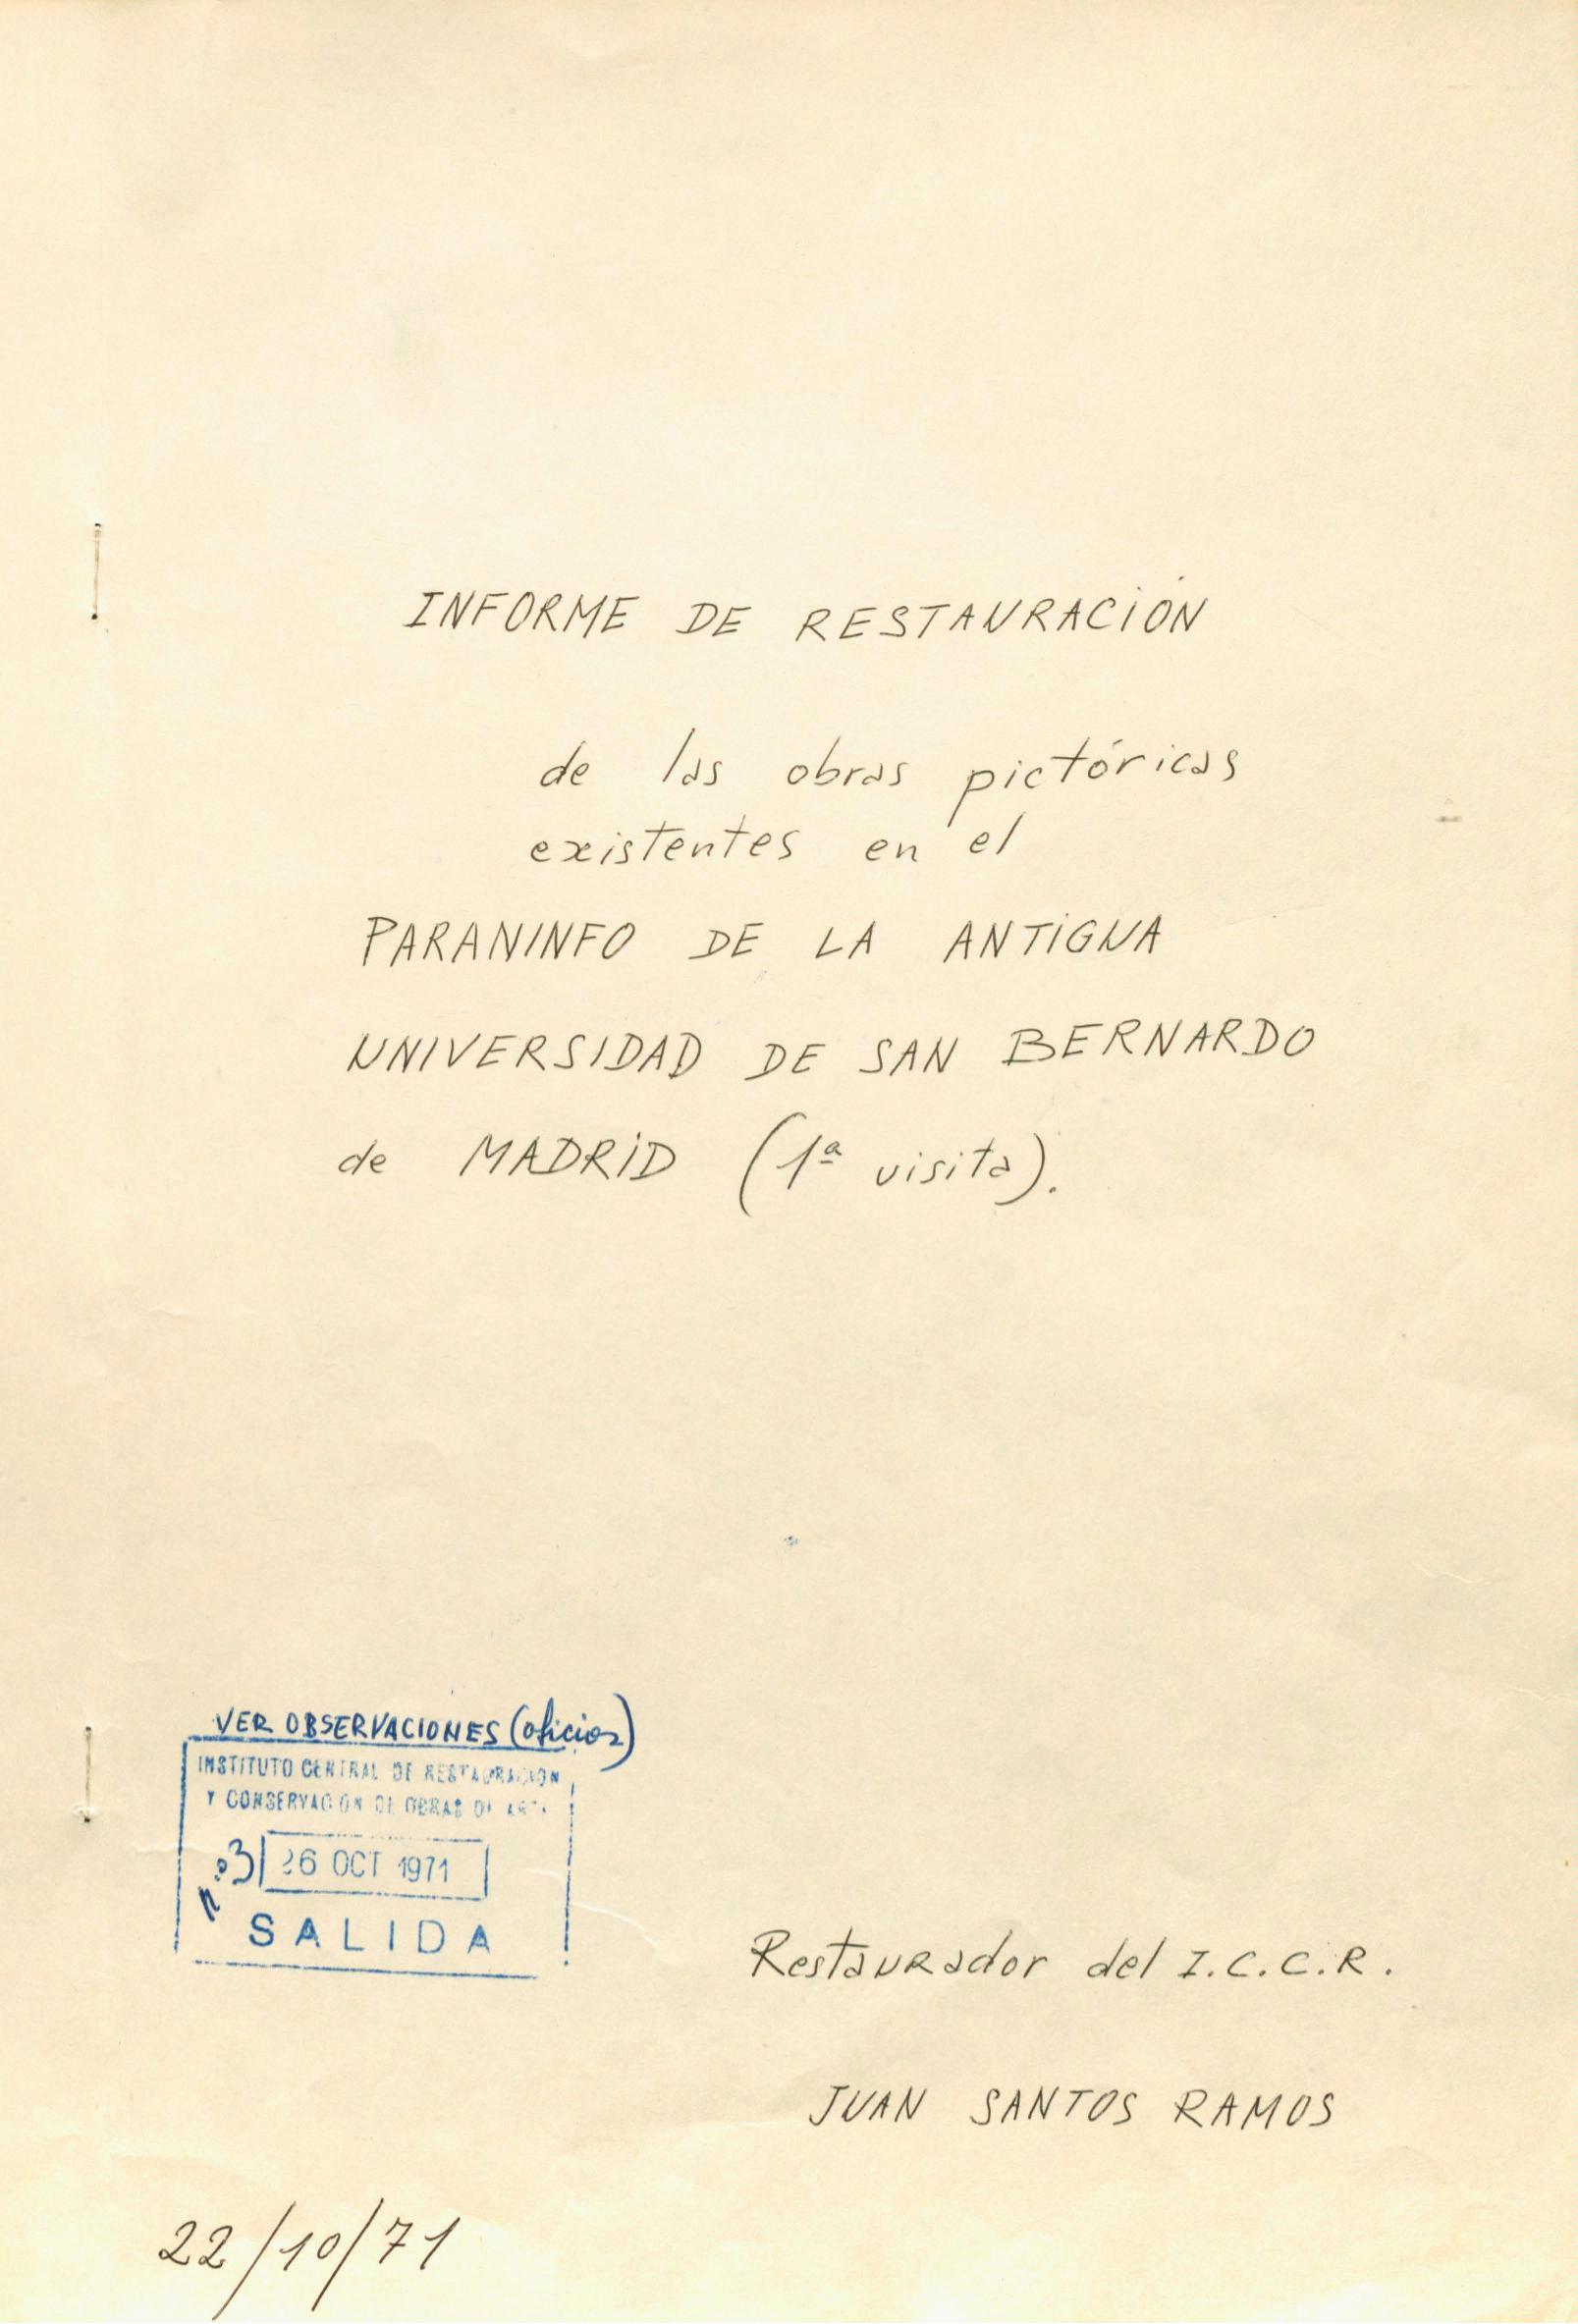 INFORME DE RESTAURACIÓN
de las obras pictóricas
existentes en el
PARANINFO DE LA ANTIGUA
UNIVERSIDAD DE SAN BERNARDO
de MADRID (1ª visita).
VER OBSERVACIONES (oficios)
INSTITUTO CENTRAL DE RESTAURACION
Y CONSERVACION DE OBRAS DE ARTE
nº 3 26 OCT 1971
SALIDA
Restaurador del I.C.C.R.
JUAN SANTOS RAMOS
22/10/71